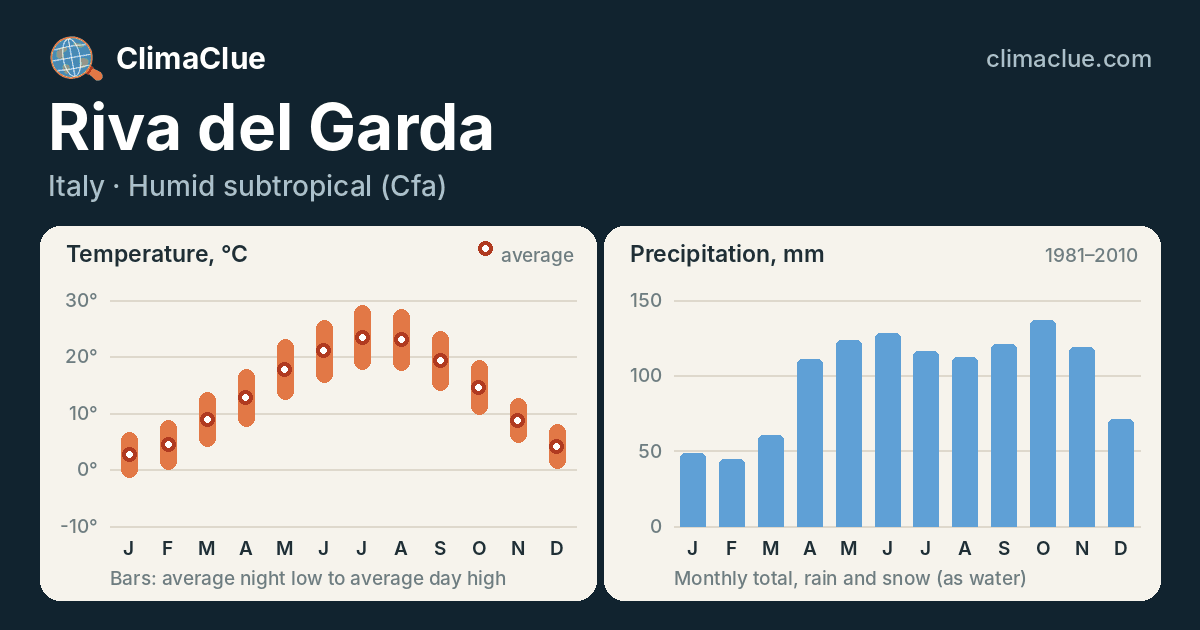 ClimaClue
climaclue.com
Riva del Garda
Italy · Humid subtropical (Cfa)
Temperature, °C
average
30°
20°
10°
0°
-10°
J F M A M J J A S O N D
Bars: average night low to average day high
Precipitation, mm
1981–2010
150
100
50
0
J F M A M J J A S O N D
Monthly total, rain and snow (as water)